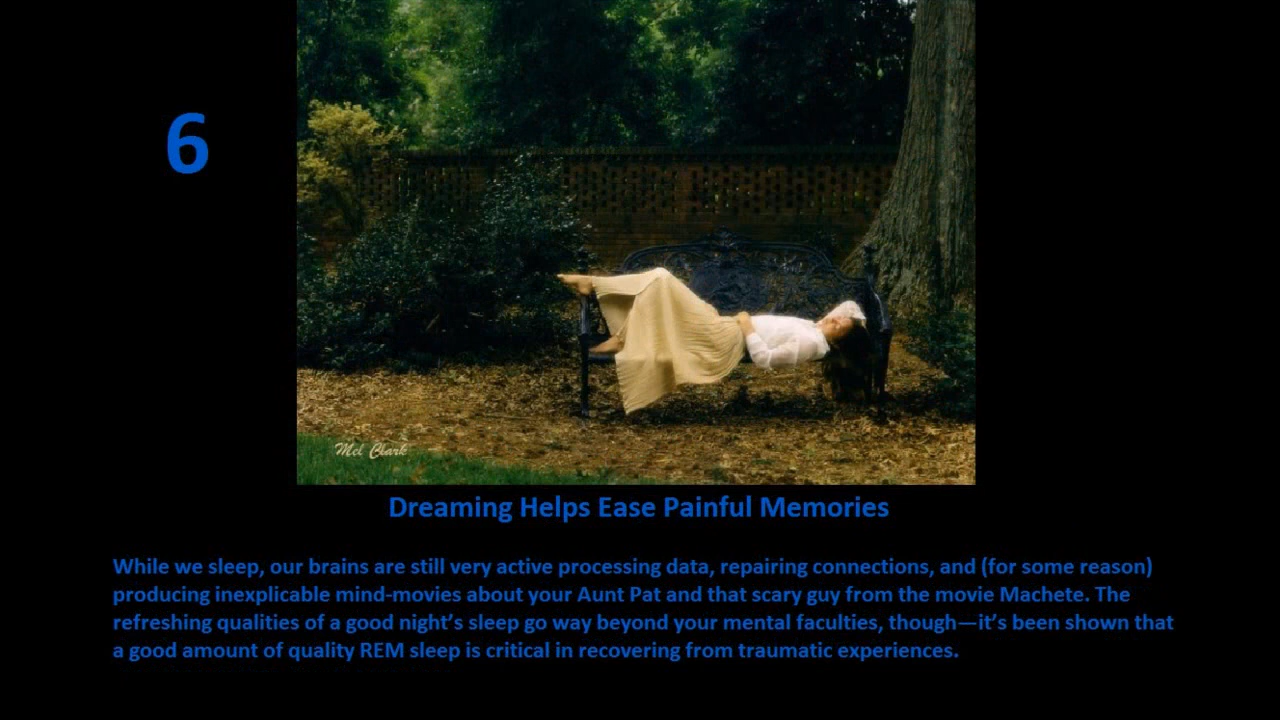 6
Mel Clark
Dreaming Helps Ease Painful Memories
While we sleep, our brains are still very active processing data, repairing connections, and (for some reason)
producing inexplicable mind-movies about your Aunt Pat and that scary guy from the movie Machete. The
refreshing qualities of a good night’s sleep go way beyond your mental faculties, though—it’s been shown that
a good amount of quality REM sleep is critical in recovering from traumatic experiences.